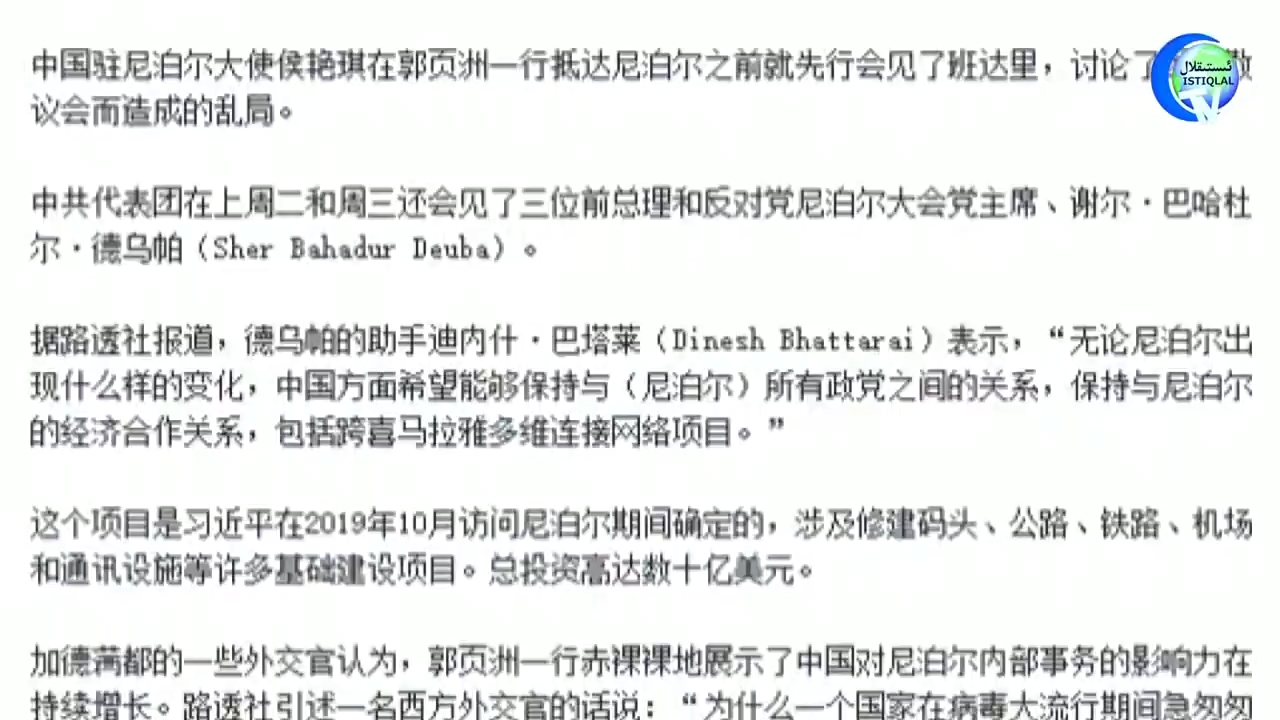 中国驻尼泊尔大使侯艳琪在郭页洲一行抵达尼泊尔之前就先行会见了班达里，讨论了
议会而造成的乱局。
中共代表团在上周二和周三还会见了三位前总理和反对党尼泊尔大会党主席、谢尔·巴哈杜
尔·德乌帕（Sher Bahadur Deuba）。
据路透社报道，德乌帕的助手迪内什·巴塔莱（Dinesh Bhattarai）表示，“无论尼泊尔出
现什么样的变化，中国方面希望能够保持与（尼泊尔）所有政党之间的关系，保持与尼泊尔
的经济合作关系，包括跨喜马拉雅多维连接网络项目。”
这个项目是习近平在2019年10月访问尼泊尔期间确定的，涉及修建码头、公路、铁路、机场
和通讯设施等许多基础建设项目。总投资高达数十亿美元。
加德满都的一些外交官认为，郭页洲一行赤裸裸地展示了中国对尼泊尔内部事务的影响力在
持续增长。路透社引述一名西方外交官的话说：“为什么一个国家在病毒大流行期间急匆匆
ئىستىقلال
ISTIQLAL
TV